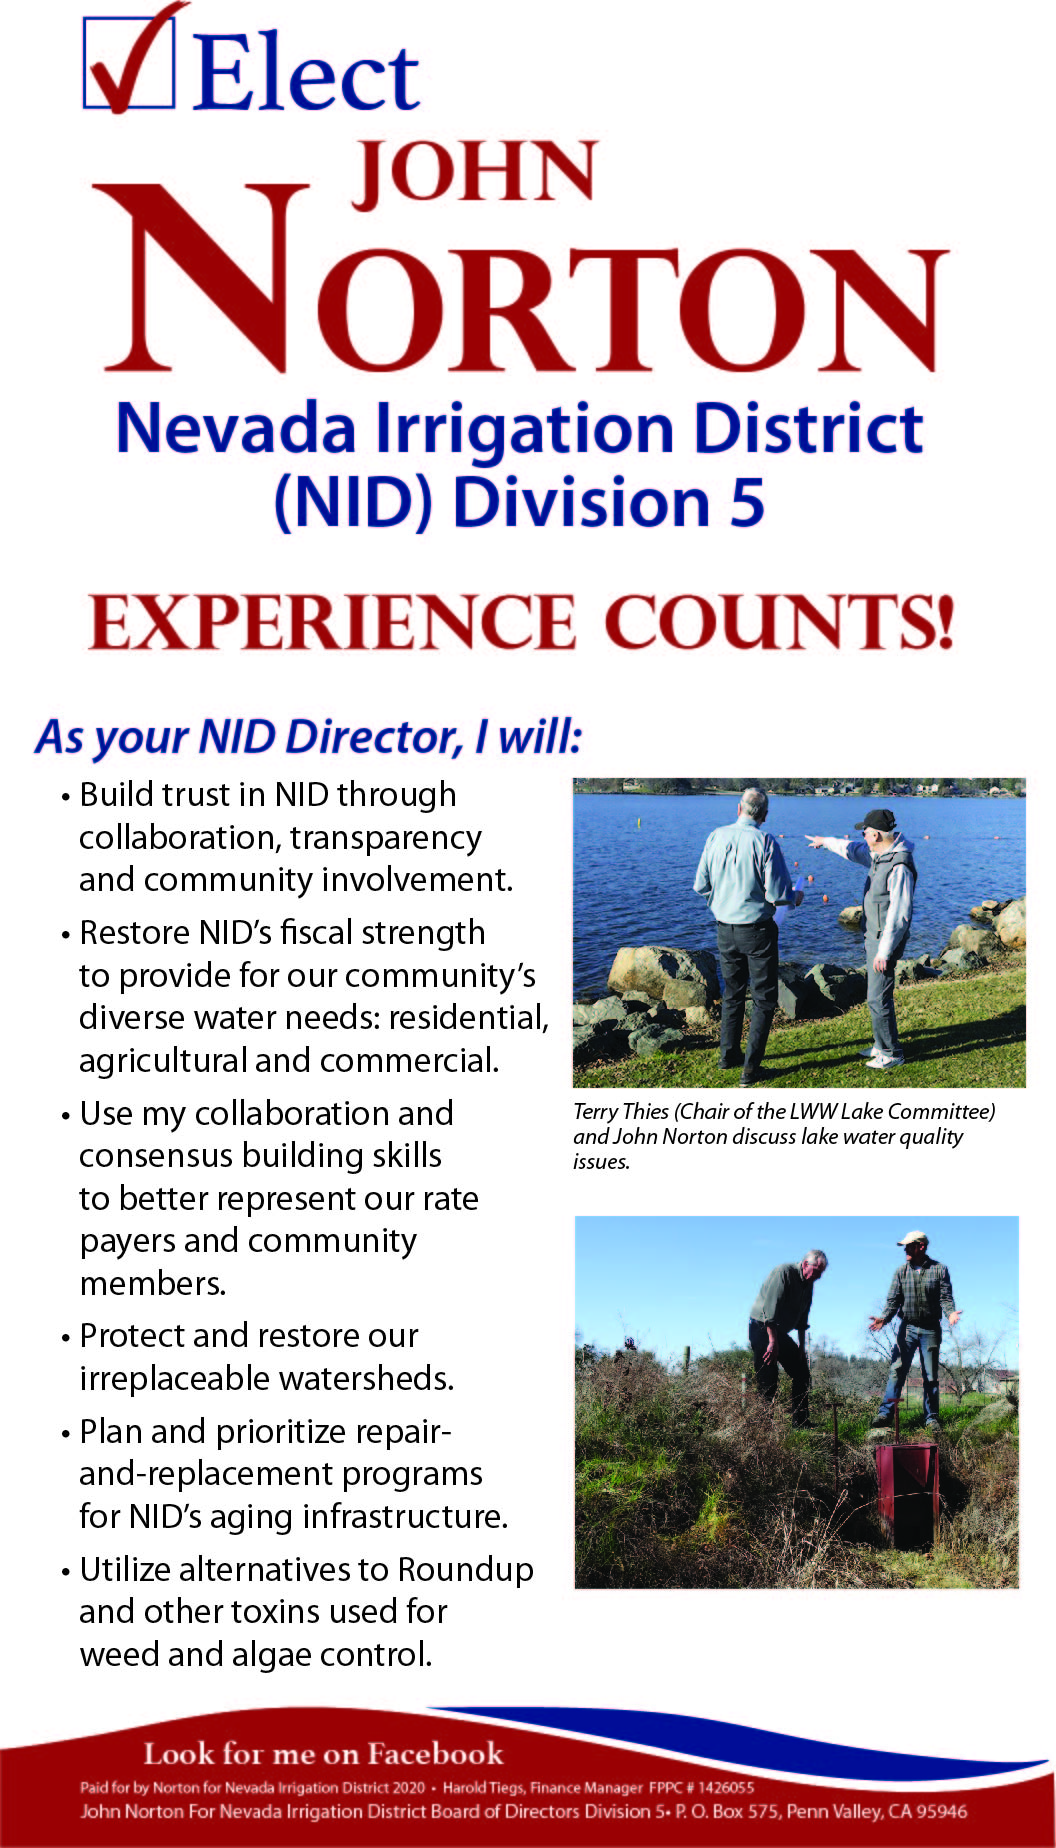 Elect
JOHN
NORTON
Nevada Irrigation District
(NID) Division 5
EXPERIENCE COUNTS!
As your NID Director, I will:
• Build trust in NID through
collaboration, transparency
and community involvement.
• Restore NID’s fiscal strength
to provide for our community’s
diverse water needs: residential,
agricultural and commercial.
• Use my collaboration and
consensus building skills
to better represent our rate
payers and community
members.
• Protect and restore our
irreplaceable watersheds.
• Plan and prioritize repair-
and-replacement programs
for NID’s aging infrastructure.
• Utilize alternatives to Roundup
and other toxins used for
weed and algae control.
Terry Thies (Chair of the LWW Lake Committee)
and John Norton discuss lake water quality
issues.
Look for me on Facebook
Paid for by Norton for Nevada Irrigation District 2020 • Harold Tiegs, Finance Manager FPPC # 1426055
John Norton For Nevada Irrigation District Board of Directors Division 5• P. O. Box 575, Penn Valley, CA 95946